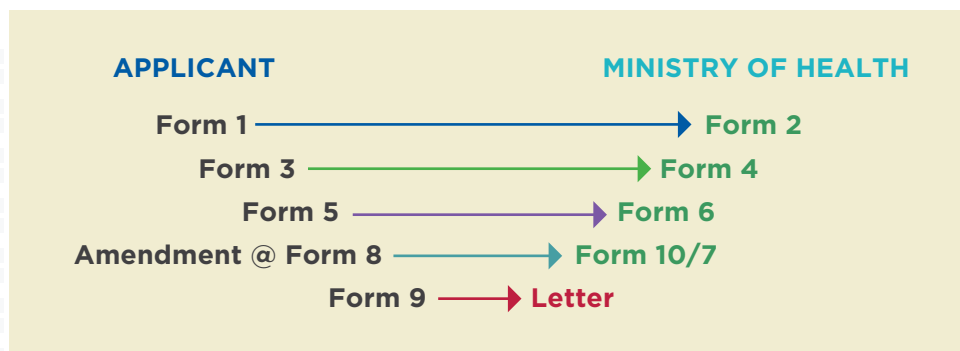 APPLICANT MINISTRY OF HEALTH
Form 1 Form 2
Form 3 Form 4
Form 5 Form 6
Amendment @ Form 8 Form 10/7
Form 9 Letter